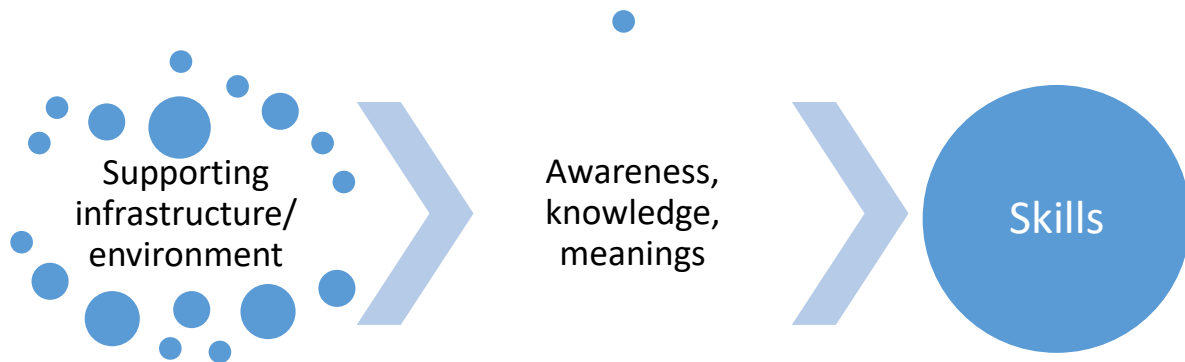 Supporting
infrastructure/
environment
Awareness,
knowledge,
meanings
Skills